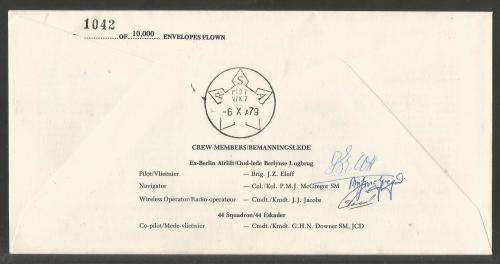 1042
OF 10,000 ENVELOPES FLOWN
R S A
-6 X 79
CREW MEMBERS/BEMANNINGSLEDE
Ex-Berlin Airlift/Oud-lede Berlynse Lugbrug
Pilot/Vlieënier — Brig. J.Z. Eloff
Navigator — Col./Kol. P.M.J. McGregor SM
Wireless Operator/Radio-operateur — Cmdt./Kmdt. J.J. Jacobs
44 Squadron/44 Eskader
Co-pilot/Mede-vlieënier — Cmdt./Kmdt. G.H.N. Downer SM, JCD